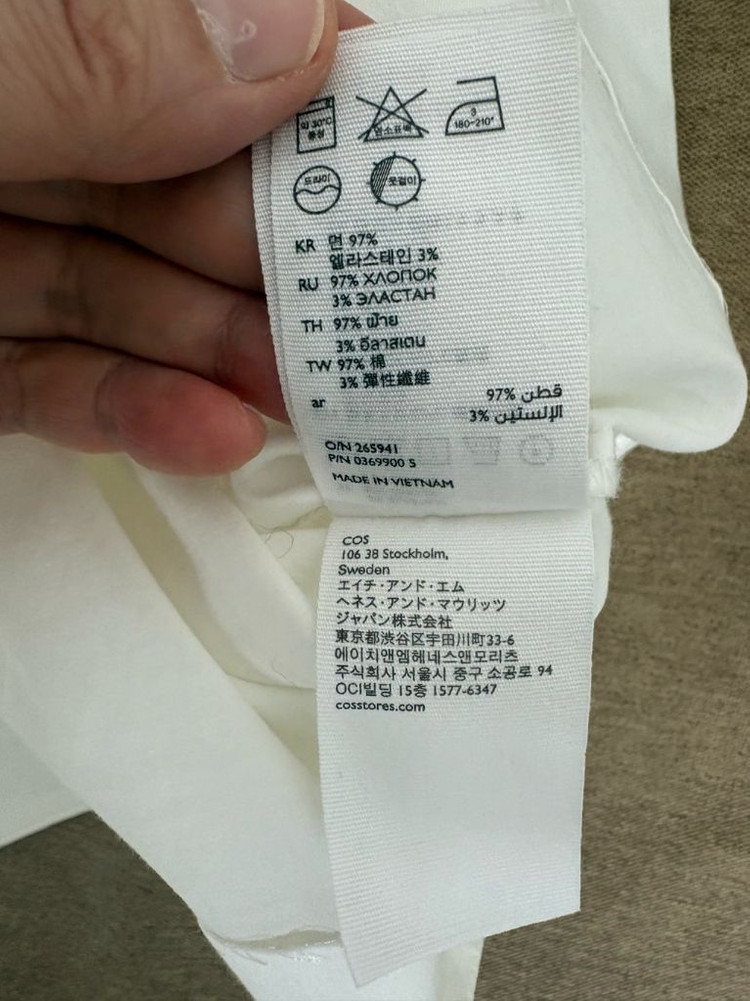 약 30℃
중성
염소표백
3
180~210°
드라이
옷걸이
KR 면 97%
엘라스테인 3%
RU 97% ХЛОПОК
3% ЭЛАСТАН
TH 97% ฝ้าย
3% อีลาสเตน
TW 97% 棉
3% 彈性纖維
ar قطن 97%
الإلستين 3%
O/N 265941
P/N 0369900 S
MADE IN VIETNAM
COS
106 38 Stockholm,
Sweden
エイチ・アンド・エム
ヘネス・アンド・マウリッツ
ジャパン株式会社
東京都渋谷区宇田川町33-6
에이치앤엠헤네스앤모리츠
주식회사 서울시 중구 소공로 94
OCI빌딩 15층 1577-6347
cosstores.com